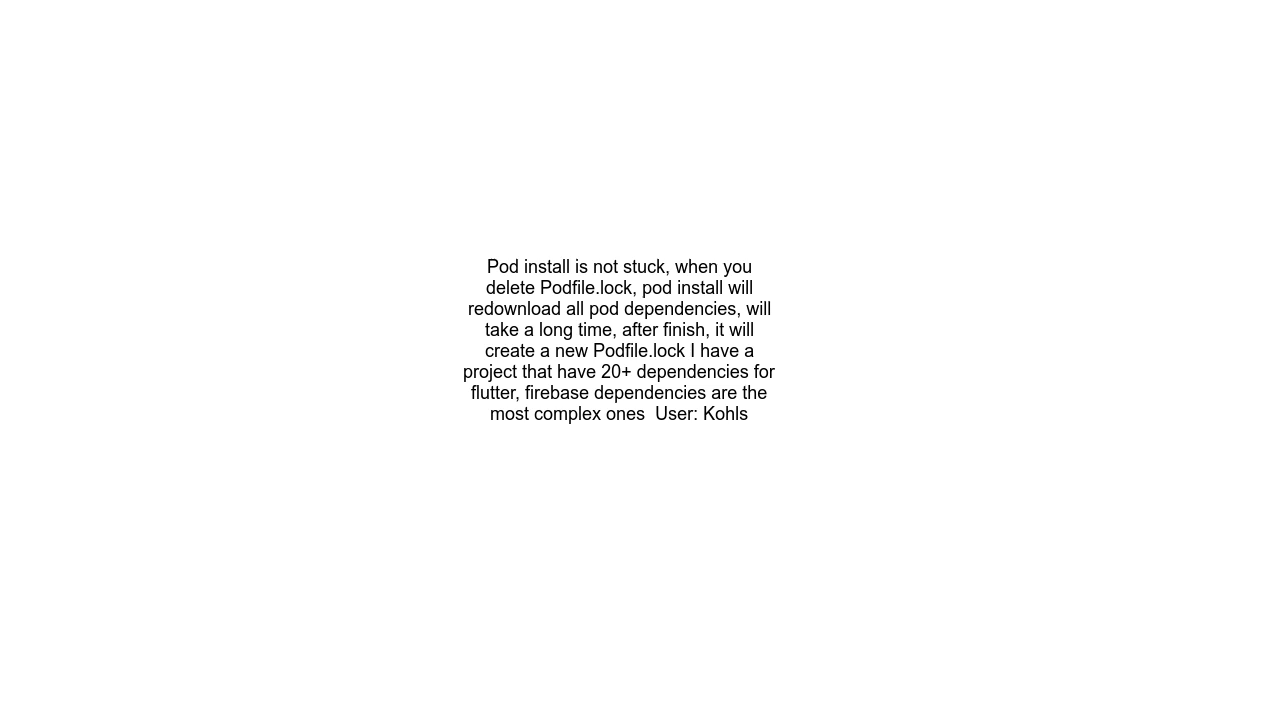 Pod install is not stuck, when you
delete Podfile.lock, pod install will
redownload all pod dependencies, will
take a long time, after finish, it will
create a new Podfile.lock I have a
project that have 20+ dependencies for
flutter, firebase dependencies are the
most complex ones  User: Kohls